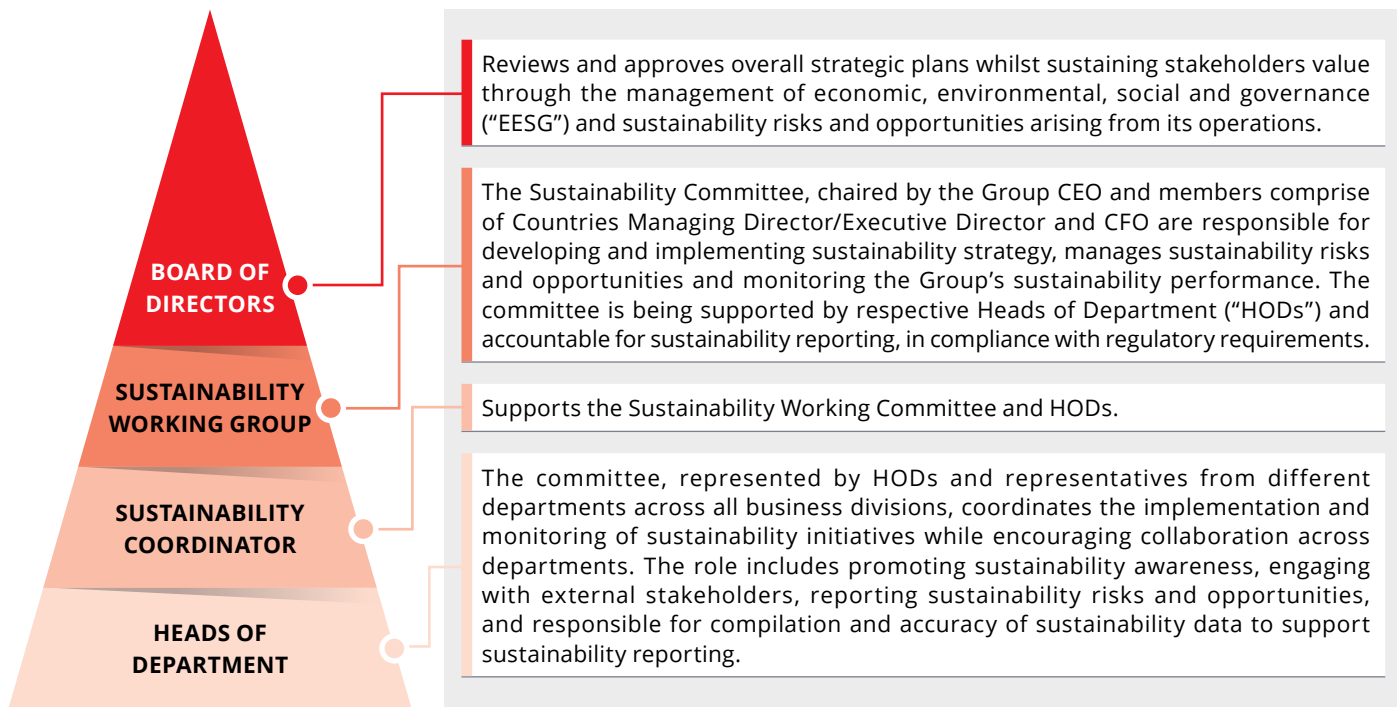 BOARD OF
DIRECTORS
Reviews and approves overall strategic plans whilst sustaining stakeholders value
through the management of economic, environmental, social and governance
(“EESG”) and sustainability risks and opportunities arising from its operations.
SUSTAINABILITY
WORKING GROUP
The Sustainability Committee, chaired by the Group CEO and members comprise
of Countries Managing Director/Executive Director and CFO are responsible for
developing and implementing sustainability strategy, manages sustainability risks
and opportunities and monitoring the Group’s sustainability performance. The
committee is being supported by respective Heads of Department (“HODs”) and
accountable for sustainability reporting, in compliance with regulatory requirements.
SUSTAINABILITY
COORDINATOR
Supports the Sustainability Working Committee and HODs.
HEADS OF
DEPARTMENT
The committee, represented by HODs and representatives from different
departments across all business divisions, coordinates the implementation and
monitoring of sustainability initiatives while encouraging collaboration across
departments. The role includes promoting sustainability awareness, engaging
with external stakeholders, reporting sustainability risks and opportunities,
and responsible for compilation and accuracy of sustainability data to support
sustainability reporting.